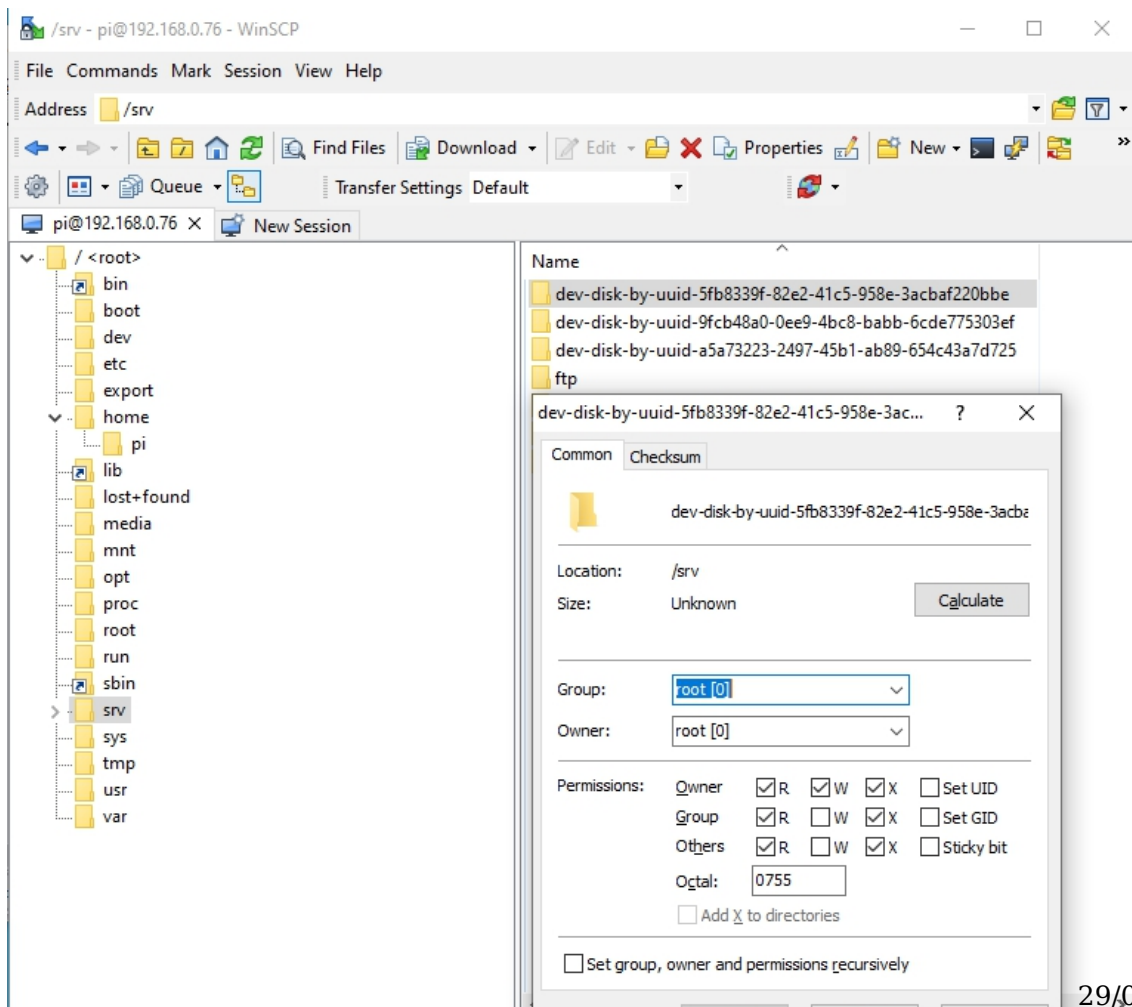 /srv - pi@192.168.0.76 - WinSCP
File Commands Mark Session View Help
Address /srv
Find Files Download Edit Properties New »
Queue Transfer Settings Default
pi@192.168.0.76 × New Session
/ <root>
bin
boot
dev
etc
export
home
pi
lib
lost+found
media
mnt
opt
proc
root
run
sbin
srv
sys
tmp
usr
var
Name
dev-disk-by-uuid-5fb8339f-82e2-41c5-958e-3acbaf220bbe
dev-disk-by-uuid-9fcb48a0-0ee9-4bc8-babb-6cde775303ef
dev-disk-by-uuid-a5a73223-2497-45b1-ab89-654c43a7d725
ftp
dev-disk-by-uuid-5fb8339f-82e2-41c5-958e-3ac... ?
Common Checksum
dev-disk-by-uuid-5fb8339f-82e2-41c5-958e-3acba
Location: /srv
Size: Unknown Calculate
Group: root [0]
Owner: root [0]
Permissions: Owner R W X Set UID
Group R W X Set GID
Others R W X Sticky bit
Octal: 0755
Add X to directories
Set group, owner and permissions recursively
29/0